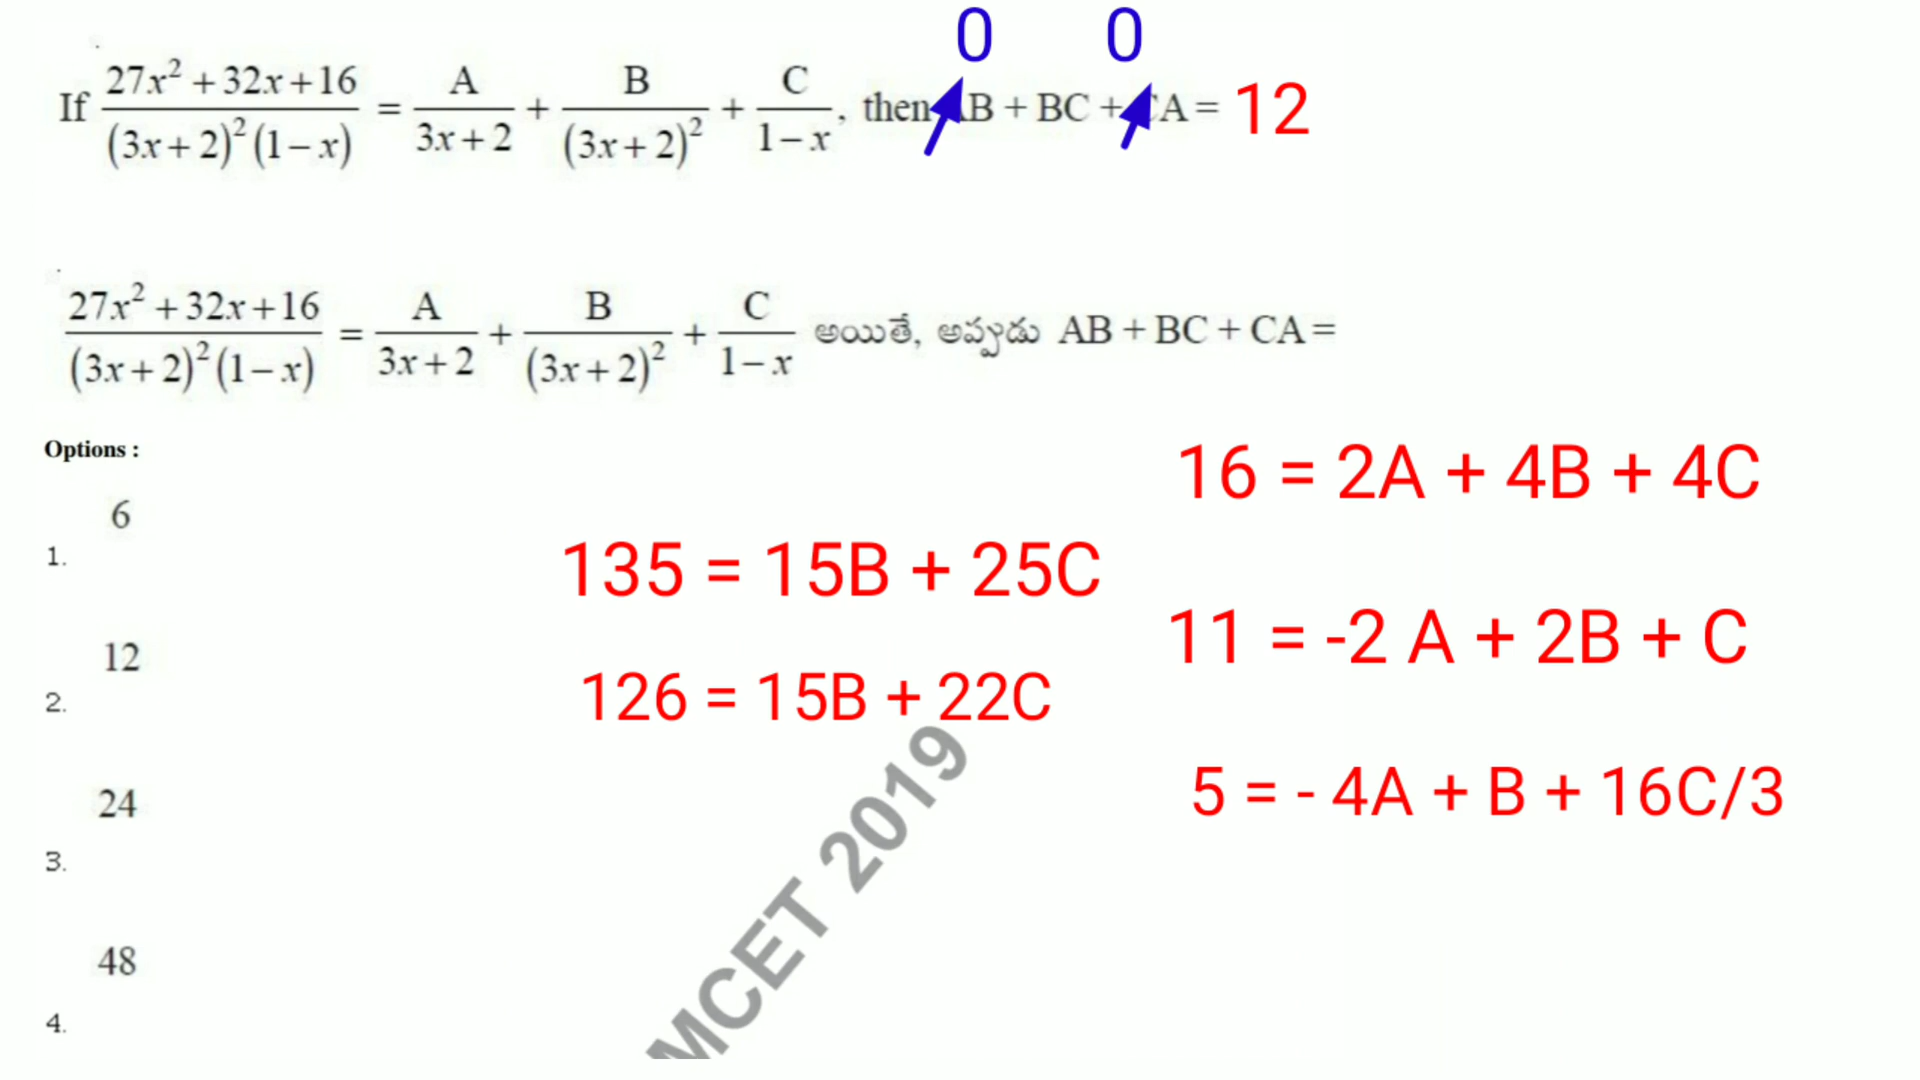 0 0
If (27x² + 32x + 16)/((3x + 2)² (1 − x)) = A/(3x + 2) + B/(3x + 2)² + C/(1 − x), then AB + BC + CA = 12
(27x² + 32x + 16)/((3x + 2)² (1 − x)) = A/(3x + 2) + B/(3x + 2)² + C/(1 − x) అయితే, అప్పుడు AB + BC + CA =
Options :
6
1.
12
2.
24
3.
48
4.
16 = 2A + 4B + 4C
135 = 15B + 25C
11 = -2 A + 2B + C
126 = 15B + 22C
5 = - 4A + B + 16C/3
MCET 2019